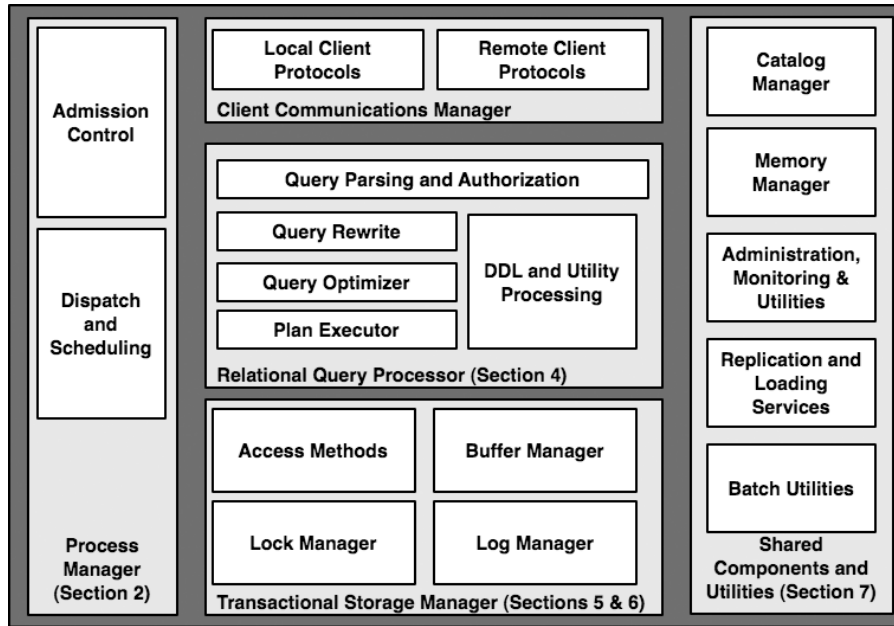 Admission
Control
Dispatch
and
Scheduling
Process
Manager
(Section 2)
Local Client
Protocols
Remote Client
Protocols
Client Communications Manager
Query Parsing and Authorization
Query Rewrite
Query Optimizer
Plan Executor
DDL and Utility
Processing
Relational Query Processor (Section 4)
Access Methods
Buffer Manager
Lock Manager
Log Manager
Transactional Storage Manager (Sections 5 & 6)
Catalog
Manager
Memory
Manager
Administration,
Monitoring &
Utilities
Replication and
Loading
Services
Batch Utilities
Shared
Components and
Utilities (Section 7)